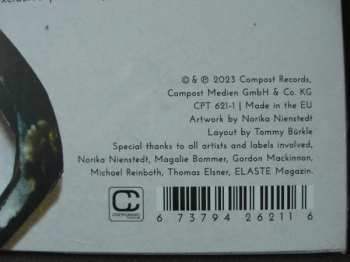 © & ℗ 2023 Compost Records,
Compost Medien GmbH & Co. KG
CPT 621-1 | Made in the EU
Artwork by Norika Nienstedt
Layout by Tommy Bürkle
Special thanks to all artists and labels involved,
Norika Nienstedt, Magalie Bommer, Gordon Mackinnon,
Michael Reinboth, Thomas Elsner, ELASTE Magazin.
6 73794 26211 6